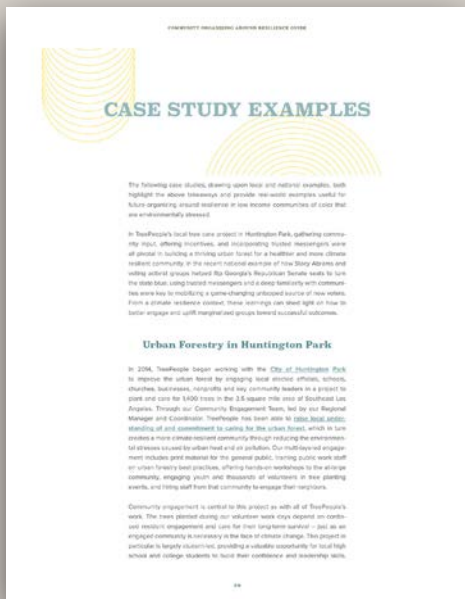 COMMUNITY ORGANIZING AROUND RESILIENCE GUIDE
CASE STUDY EXAMPLES
The following case studies, drawing upon local and national examples, both
highlight the above takeaways and provide real-world examples useful for
future organizing around resilience in low income communities of color that
are environmentally stressed.
In TreePeople's local tree care project in Huntington Park, gathering commu-
nity input, offering incentives, and incorporating trusted messengers were
all pivotal in building a thriving urban forest for a healthier and more climate
resilient community. In the recent national example of how Stacy Abrams and
voting activist groups helped flip Georgia's Republican Senate seats to turn
the state blue, using trusted messengers and a deep familiarity with communi-
ties were key to mobilizing a game-changing untapped source of new voters.
From a climate resilience context, these learnings can shed light on how to
better engage and uplift marginalized groups toward successful outcomes.
Urban Forestry in Huntington Park
In 2014, TreePeople began working with the City of Huntington Park
to improve the urban forest by engaging local elected officials, schools,
churches, businesses, nonprofits and key community leaders in a project to
plant and care for 1,400 trees in the 3.5 square mile area of Southeast Los
Angeles. Through our Community Engagement Team, led by our Regional
Manager and Coordinator, TreePeople has been able to raise local under-
standing of and commitment to caring for the urban forest, which in turn
creates a more climate-resilient community through reducing the environmen-
tal stresses caused by urban heat and air pollution. Our multi-layered engage-
ment includes print material for the general public, training public work staff
on urban forestry best practices, offering hands-on workshops to the at-large
community, engaging youth and thousands of volunteers in tree planting
events, and hiring staff from that community to engage their neighbors.
Community engagement is central to this project as with all of TreePeople's
work. The trees planted during our volunteer work days depend on contin-
ued resident engagement and care for their long-term survival – just as an
engaged community is necessary in the face of climate change. This project in
particular is largely student-led, providing a valuable opportunity for local high
school and college students to build their confidence and leadership skills.